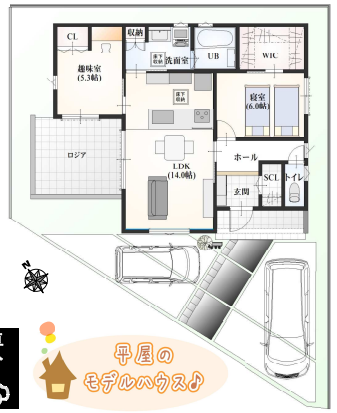 CL
収納
床下
収納
洗面室
UB
WIC
趣味室
(5.3帖)
床下
収納
寝室
(6.0帖)
ロジア
LDK
(14.0帖)
ホール
玄関
SCL
トイレ
N
平屋の
モデルハウス♪